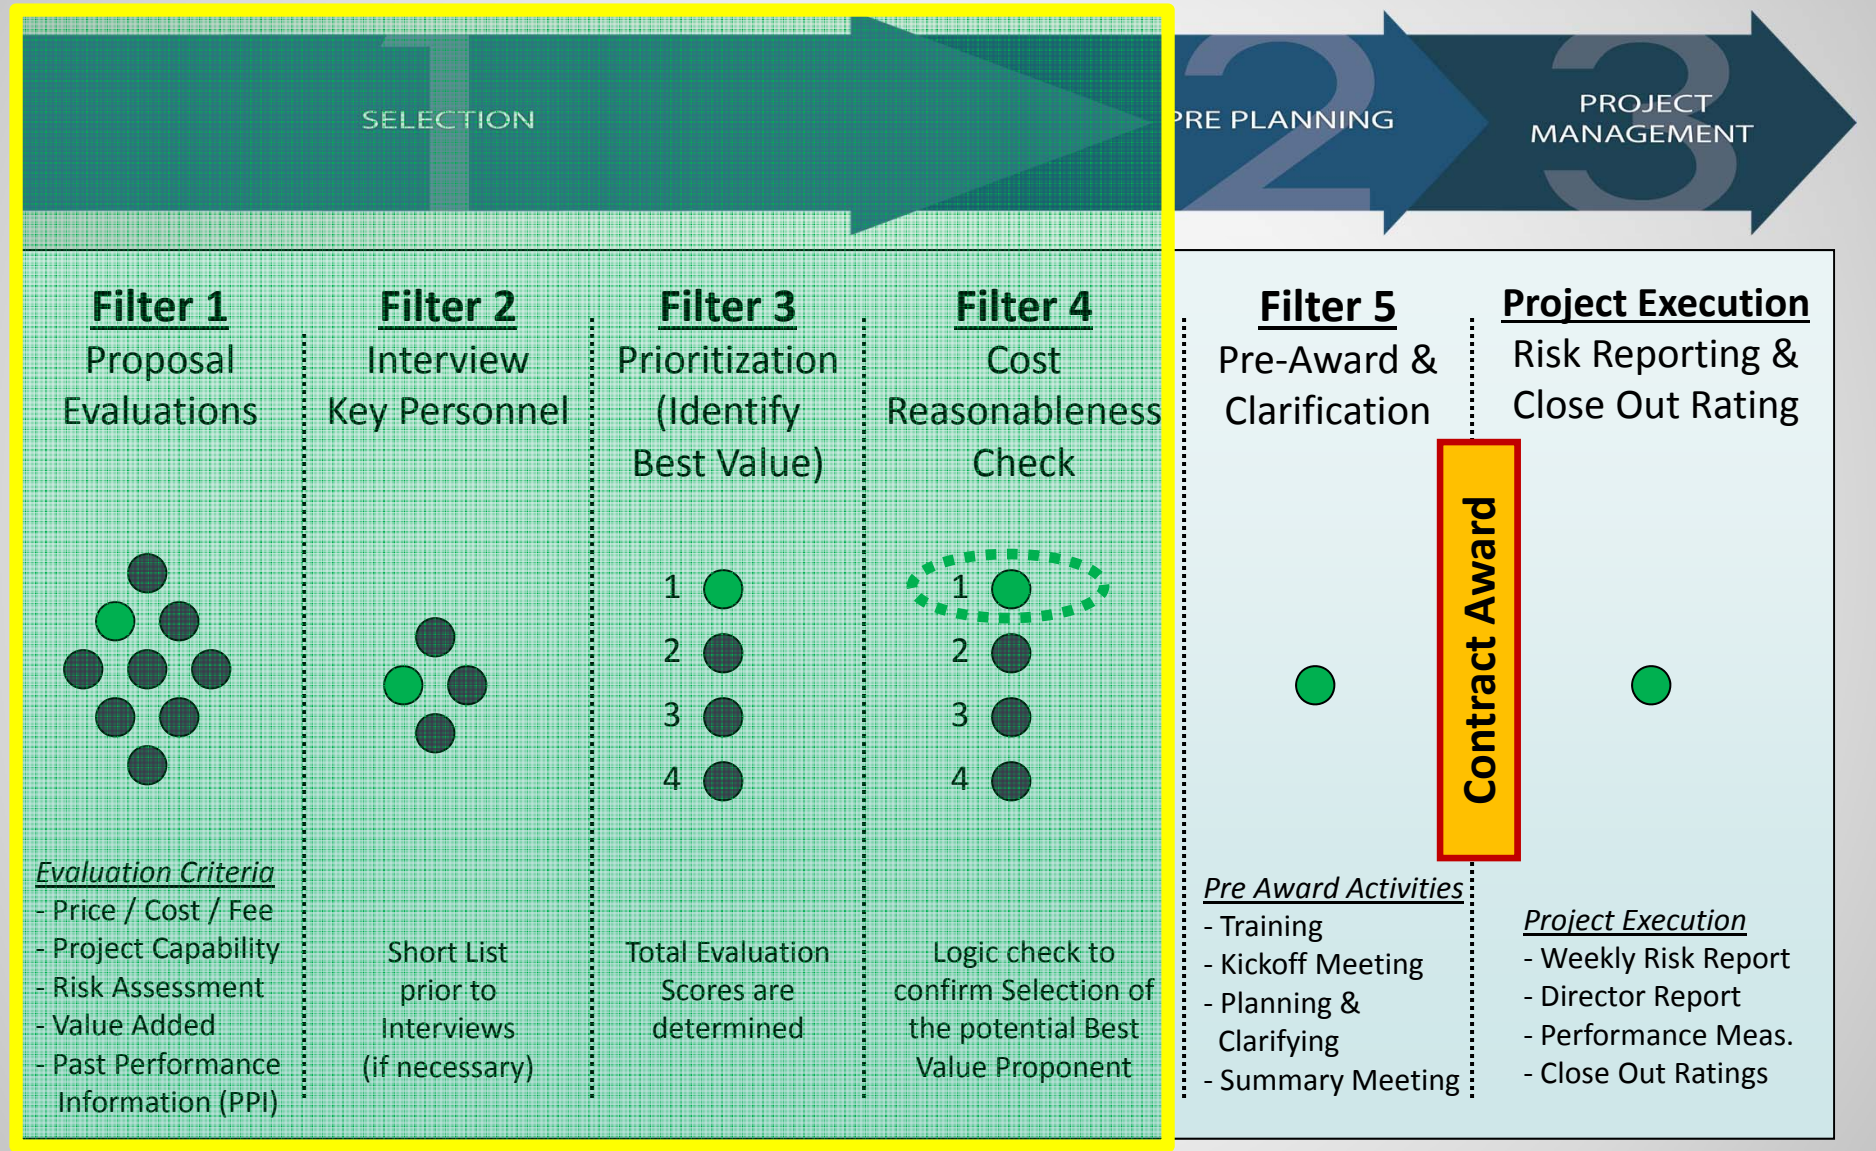 1
SELECTION
2
PRE PLANNING
3
PROJECT
MANAGEMENT
Filter 1
Proposal
Evaluations
Evaluation Criteria
- Price / Cost / Fee
- Project Capability
- Risk Assessment
- Value Added
- Past Performance
Information (PPI)
Filter 2
Interview
Key Personnel
Short List
prior to
Interviews
(if necessary)
Filter 3
Prioritization
(Identify
Best Value)
1
2
3
4
Total Evaluation
Scores are
determined
Filter 4
Cost
Reasonableness
Check
1
2
3
4
Logic check to
confirm Selection of
the potential Best
Value Proponent
Filter 5
Pre-Award &
Clarification
Pre Award Activities
- Training
- Kickoff Meeting
- Planning &
Clarifying
- Summary Meeting
Contract Award
Project Execution
Risk Reporting &
Close Out Rating
Project Execution
- Weekly Risk Report
- Director Report
- Performance Meas.
- Close Out Ratings